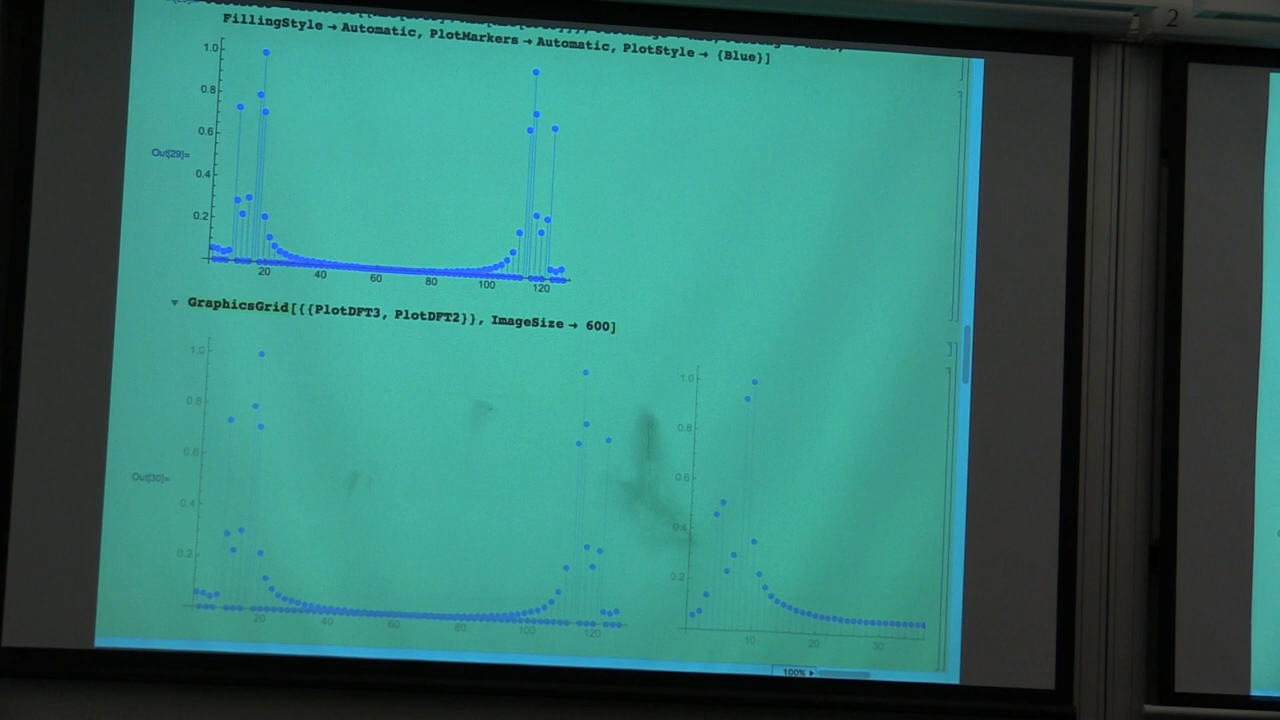 FillingStyle → Automatic, PlotMarkers → Automatic, PlotStyle → {Blue}]
1.0
0.8
0.6
0.4
0.2
20 40 60 80 100 120
Out[29]=
GraphicsGrid[{{PlotDFT3, PlotDFT2}}, ImageSize → 600]
1.0
0.8
0.6
0.4
0.2
20 40 60 80 100 120
Out[30]=
1.0
0.8
0.6
0.4
0.2
10 20 30
100%
2